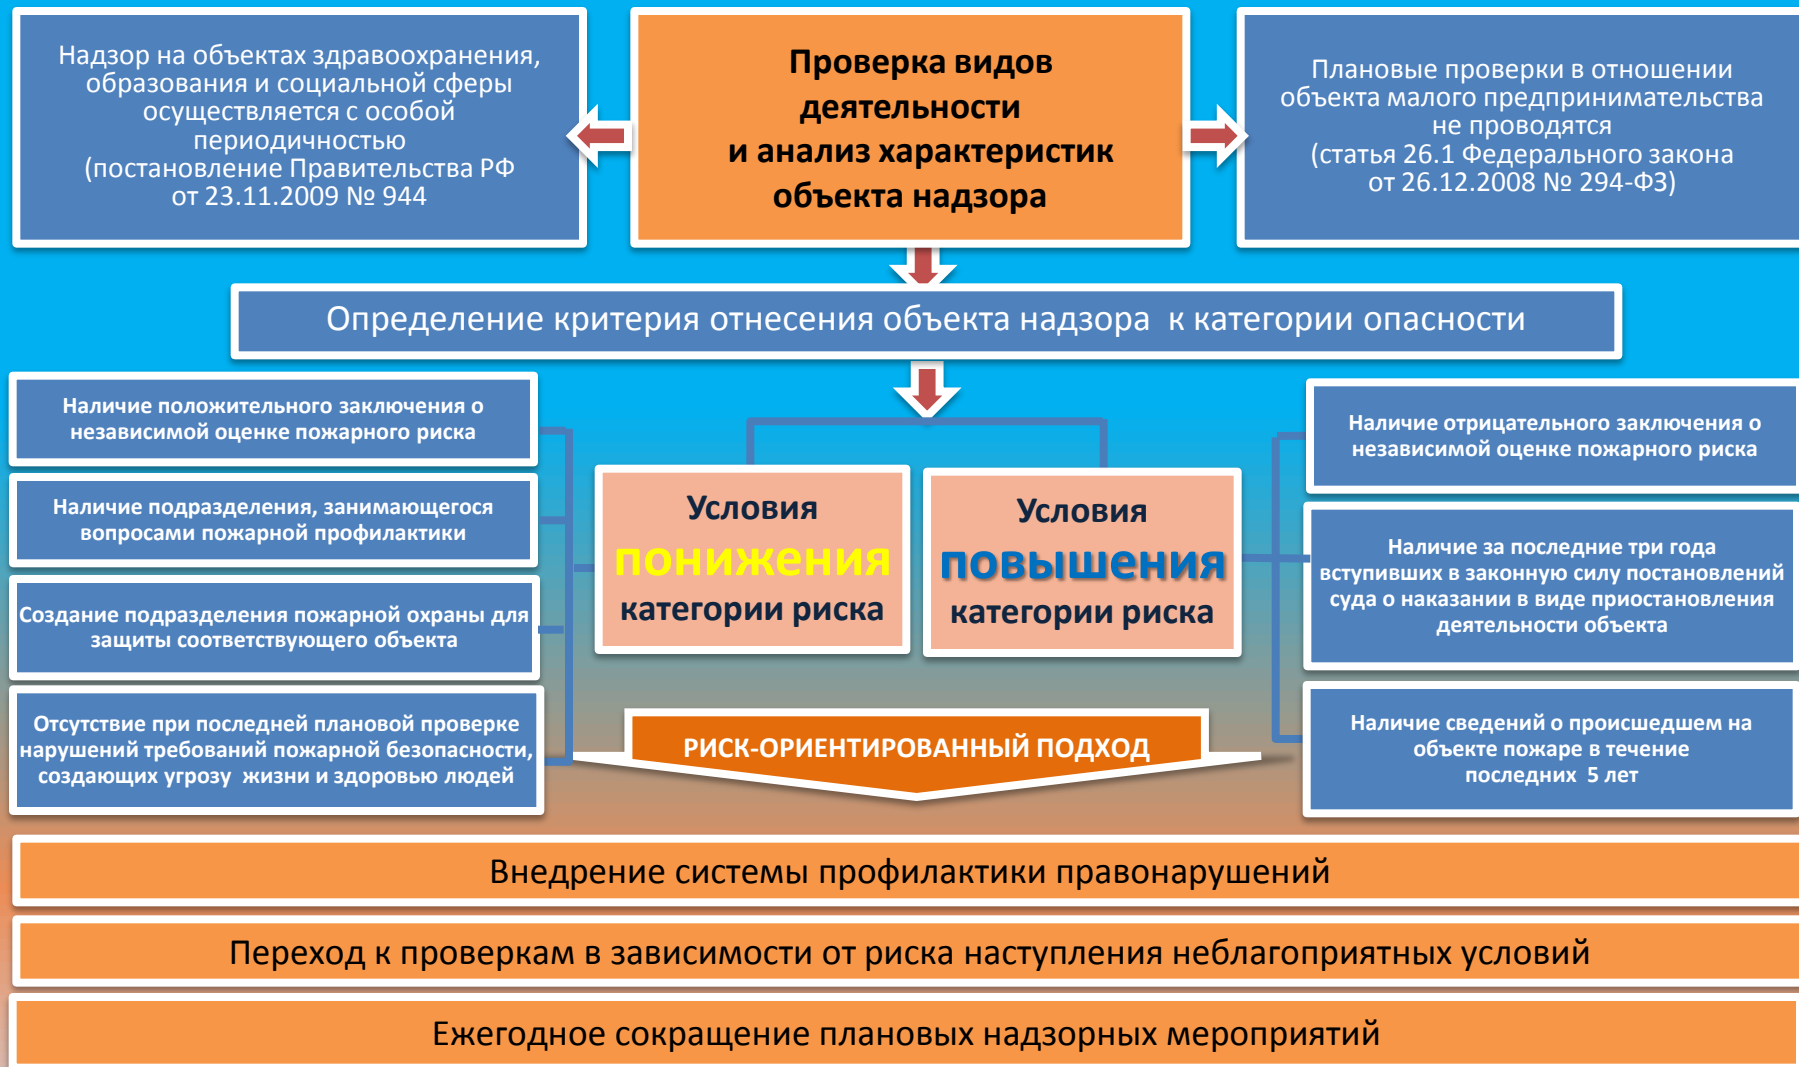 Надзор на объектах здравоохранения,
образования и социальной сферы
осуществляется с особой
периодичностью
(постановление Правительства РФ
от 23.11.2009 № 944
Проверка видов
деятельности
и анализ характеристик
объекта надзора
Плановые проверки в отношении
объекта малого предпринимательства
не проводятся
(статья 26.1 Федерального закона
от 26.12.2008 № 294-ФЗ)
Определение критерия отнесения объекта надзора к категории опасности
Наличие положительного заключения о
независимой оценке пожарного риска
Наличие подразделения, занимающегося
вопросами пожарной профилактики
Создание подразделения пожарной охраны для
защиты соответствующего объекта
Отсутствие при последней плановой проверке
нарушений требований пожарной безопасности,
создающих угрозу жизни и здоровью людей
Условия
понижения
категории риска
Условия
повышения
категории риска
Наличие отрицательного заключения о
независимой оценке пожарного риска
Наличие за последние три года
вступивших в законную силу постановлений
суда о наказании в виде приостановления
деятельности объекта
Наличие сведений о происшедшем на
объекте пожаре в течение
последних 5 лет
РИСК-ОРИЕНТИРОВАННЫЙ ПОДХОД
Внедрение системы профилактики правонарушений
Переход к проверкам в зависимости от риска наступления неблагоприятных условий
Ежегодное сокращение плановых надзорных мероприятий